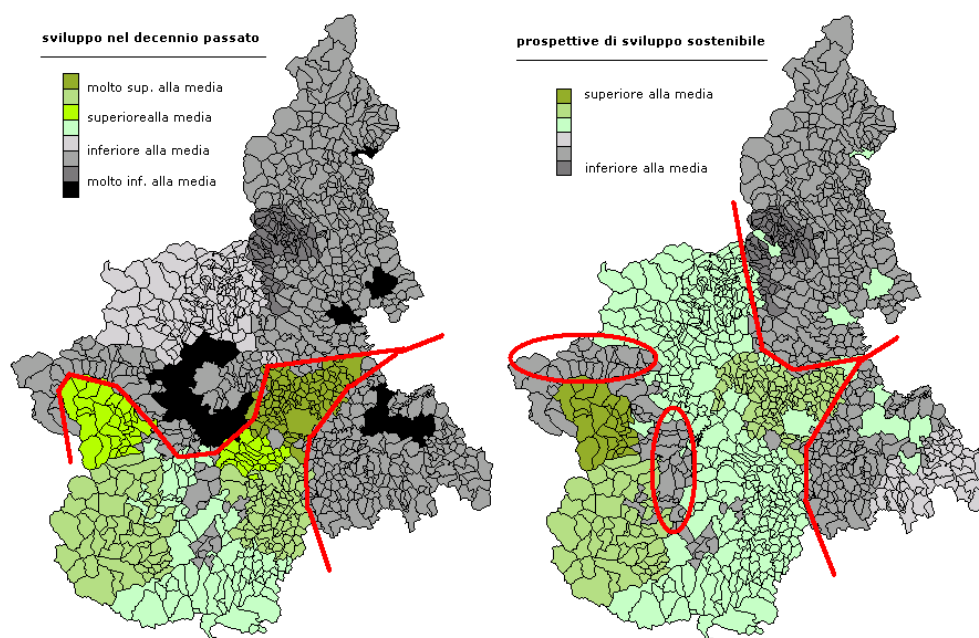 sviluppo nel decennio passato
molto sup. alla media
superiorealla media
inferiore alla media
molto inf. alla media
prospettive di sviluppo sostenibile
superiore alla media
inferiore alla media